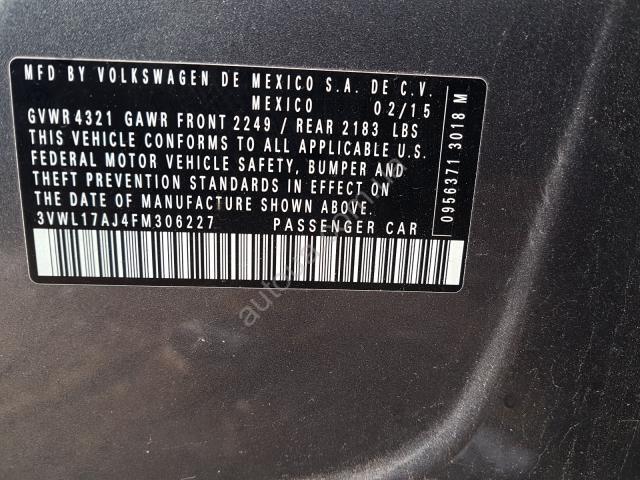 MFD BY VOLKSWAGEN DE MEXICO S.A. DE C.V.
MEXICO 02/15
GVWR 4321 GAWR FRONT 2249 / REAR 2183 LBS
THIS VEHICLE CONFORMS TO ALL APPLICABLE U.S.
FEDERAL MOTOR VEHICLE SAFETY, BUMPER AND
THEFT PREVENTION STANDARDS IN EFFECT ON
THE DATE OF MANUFACTURE SHOWN ABOVE.
3VWL17AJ4FM306227 PASSENGER CAR
0956371 3018 M